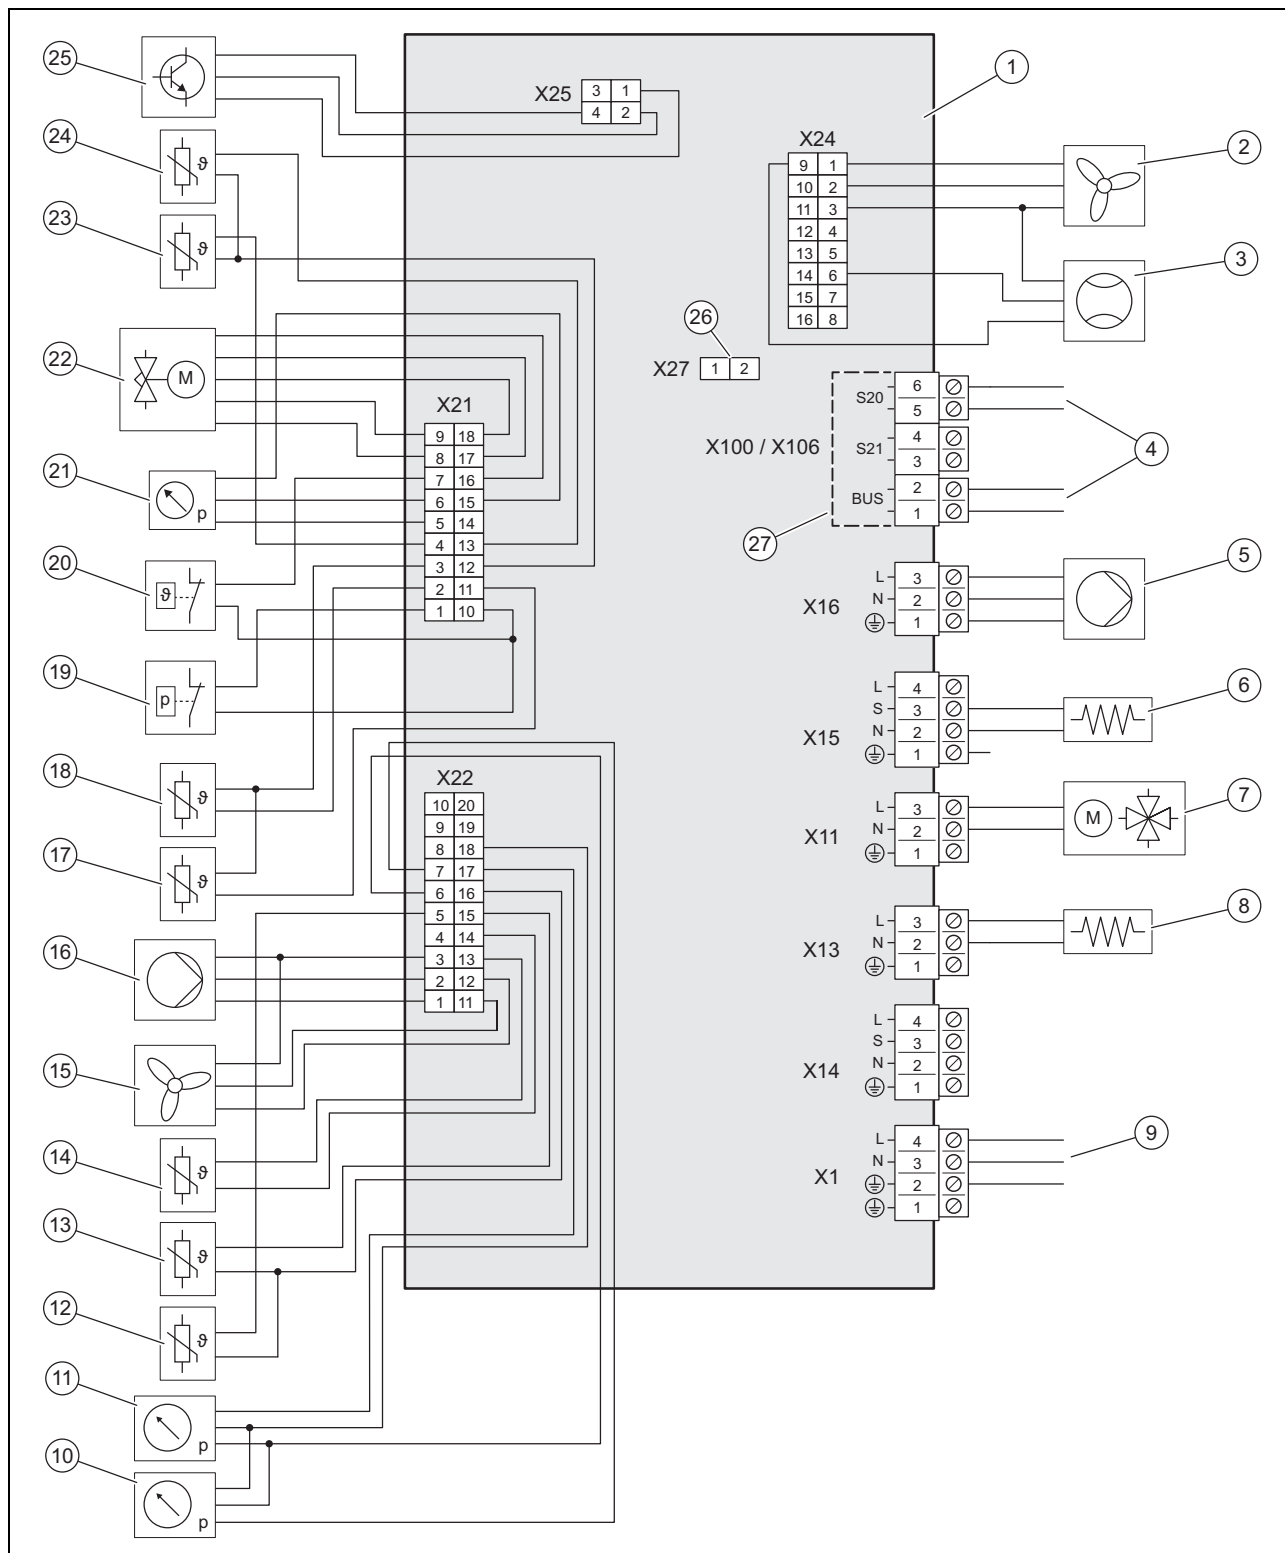 25
24
23
22
21
20
19
18
17
16
15
14
13
12
11
10
ϑ
ϑ
M
p
ϑ
p
ϑ
ϑ
ϑ
ϑ
ϑ
p
p
X25
3 1
4 2
X24
9 1
10 2
11 3
12 4
13 5
14 6
15 7
16 8
26
X27 1 2
X21
9 18
8 17
7 16
6 15
5 14
4 13
3 12
2 11
1 10
X22
10 20
9 19
8 18
7 17
6 16
5 15
4 14
3 13
2 12
1 11
X100 / X106
S20 6
5
S21 4
3
BUS 2
1
27
X16
L 3
N 2
1
X15
L 4
S 3
N 2
1
X11
L 3
N 2
1
M
X13
L 3
N 2
1
X14
L 4
S 3
N 2
1
X1
L 4
N 3
2
1
1
2
3
4
5
6
7
8
9